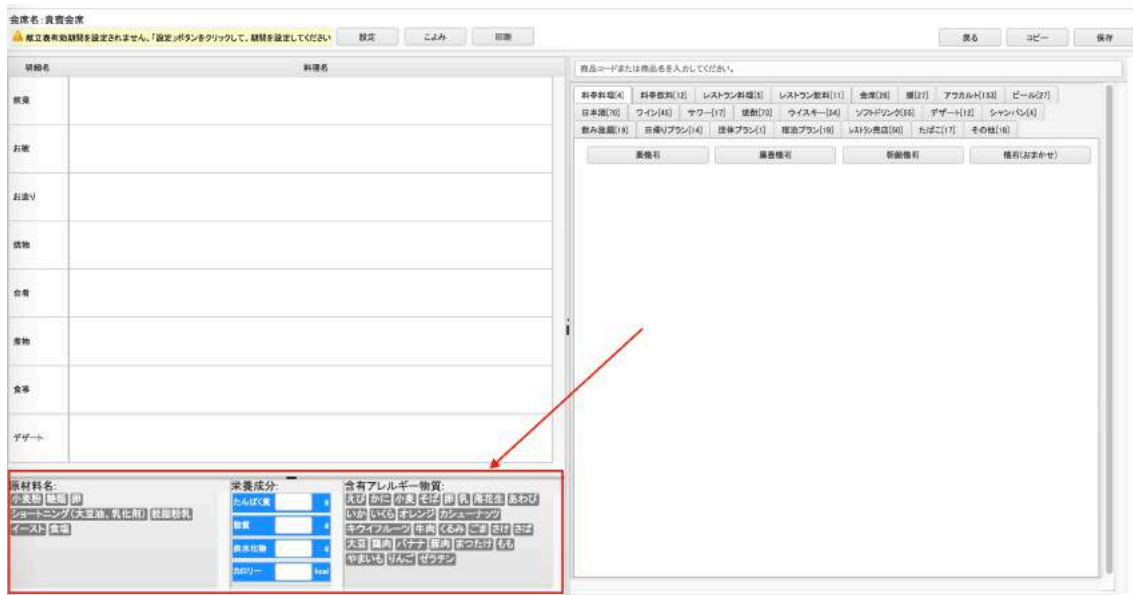 会席名:貴賓会席
献立表有効期間を設定されません。「設定」ボタンをクリックして、期間を設定してください
設定 こよみ 印刷
戻る コピー 保存
明細名 料理名
商品コードまたは商品名を入力してください。
料亭料理[4] 料亭飲料[12] レストラン料理[5] レストラン飲料[11] 会席[26] 棚[27] アラカルト[152] ビール[27]
日本酒[70] ワイン[45] サワー[17] 焼酎[73] ウイスキー[54] ソフトドリンク[55] デザート[12] シャンパン[4]
飲み放題[19] 日帰りプラン[14] 団体プラン[1] 宿泊プラン[19] レストラン売店[50] たばこ[17] その他[18]
懐石(おまかせ)
前菜
お椀
お造り
焼物
台肴
煮物
食事
デザート
原材料名:
小麦粉 糖類 卵
ショートニング(大豆油、乳化剤) 脱脂粉乳
イースト 食塩
栄養成分:
たんぱく質 g
脂質 g
炭水化物 g
カロリー kcal
含有アレルギー物質:
えび かに 小麦 そば 卵 乳 落花生 あわび
いか いくら オレンジ カシューナッツ
キウイフルーツ 牛肉 くるみ ごま さけ さば
大豆 鶏肉 バナナ 豚肉 まつたけ もも
やまいも りんご ゼラチン